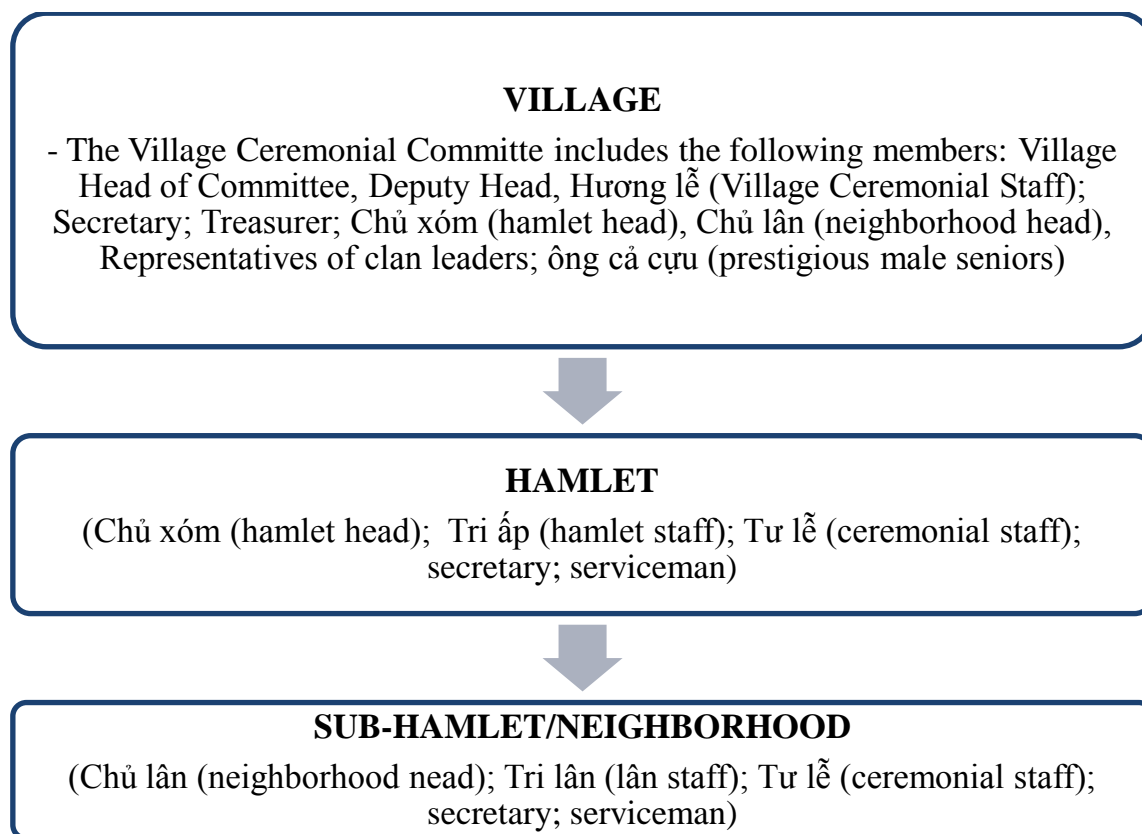 VILLAGE
- The Village Ceremonial Committe includes the following members: Village
Head of Committee, Deputy Head, Hương lễ (Village Ceremonial Staff);
Secretary; Treasurer; Chủ xóm (hamlet head), Chủ lân (neighborhood head),
Representatives of clan leaders; ông cả cựu (prestigious male seniors)
HAMLET
(Chủ xóm (hamlet head);  Tri ấp (hamlet staff); Tư lễ (ceremonial staff);
secretary; serviceman)
SUB-HAMLET/NEIGHBORHOOD
(Chủ lân (neighborhood nead); Tri lân (lân staff); Tư lễ (ceremonial staff);
secretary; serviceman)